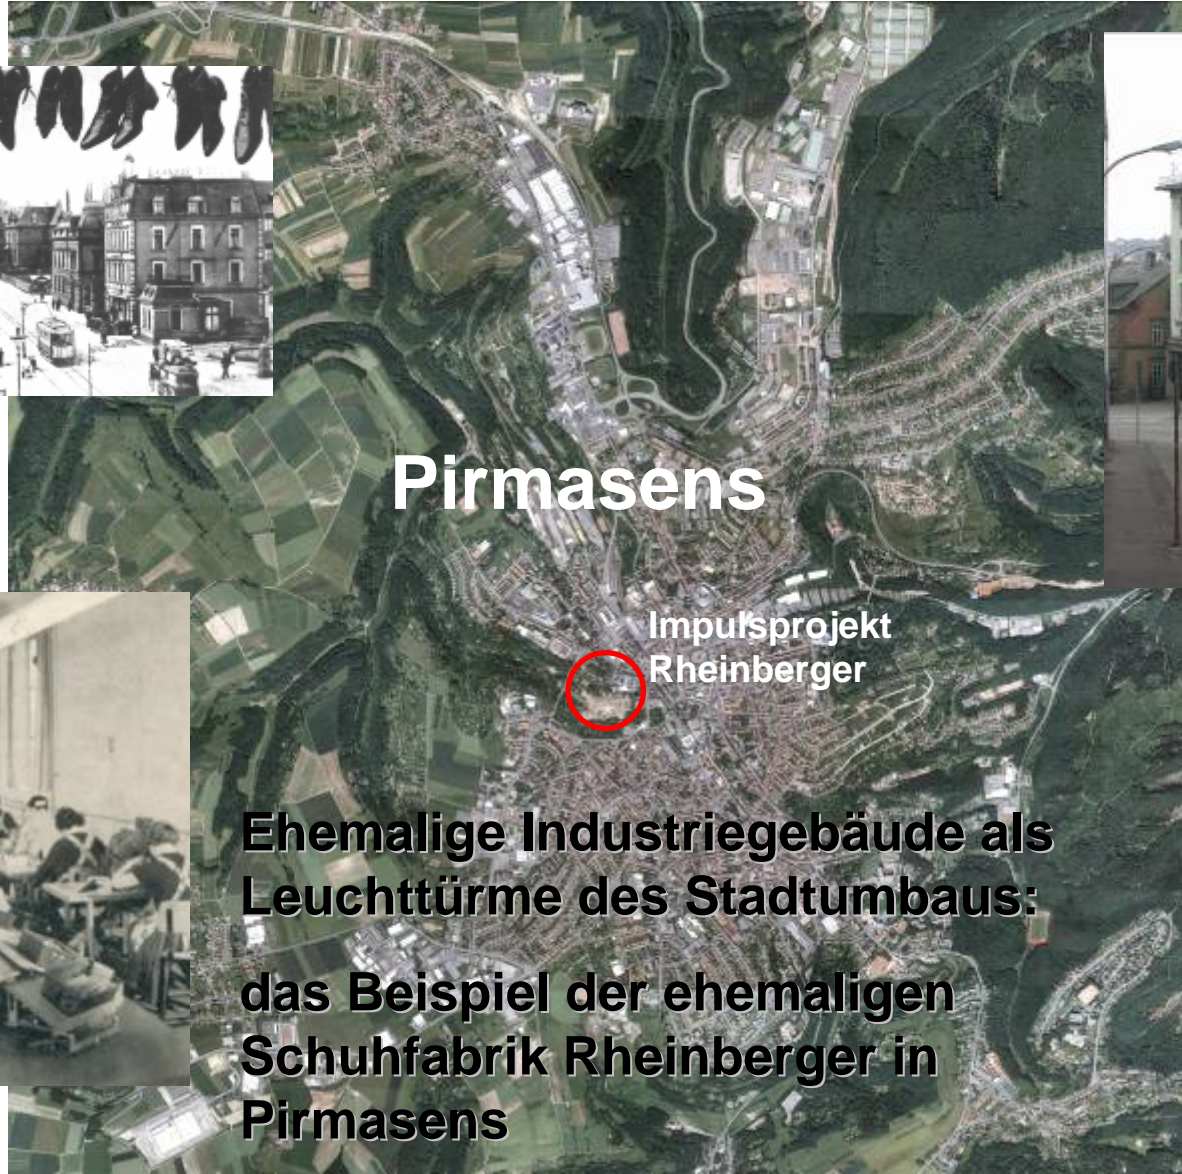 Pirmasens
Impulsprojekt
Rheinberger
Ehemalige Industriegebäude als
Leuchttürme des Stadtumbaus:
das Beispiel der ehemaligen
Schuhfabrik Rheinberger in
Pirmasens